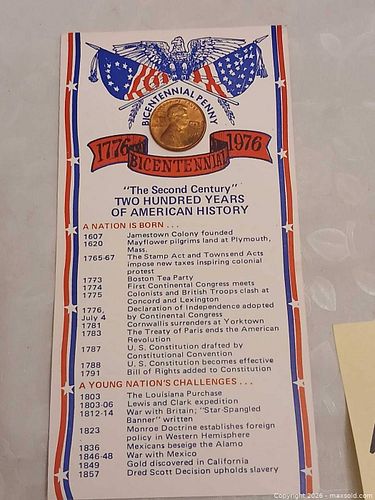 BICENTENNIAL PENNY
1776 BICENTENNIAL 1976
"The Second Century"
TWO HUNDRED YEARS
OF AMERICAN HISTORY
A NATION IS BORN . . .
1607 Jamestown Colony founded
1620 Mayflower pilgrims land at Plymouth,
Mass.
1765-67 The Stamp Act and Townsend Acts
impose new taxes inspiring colonial
protest
1773 Boston Tea Party
1774 First Continental Congress meets
1775 Colonists and British Troops clash at
Concord and Lexington
1776, Declaration of Independence adopted
July 4 by Continental Congress
1781 Cornwallis surrenders at Yorktown
1783 The Treaty of Paris ends the American
Revolution
1787 U. S. Constitution drafted by
Constitutional Convention
1788 U. S. Constitution becomes effective
1791 Bill of Rights added to Constitution
A YOUNG NATION'S CHALLENGES . . .
1803 The Louisiana Purchase
1803-06 Lewis and Clark expedition
1812-14 War with Britain; "Star-Spangled
Banner" written
1823 Monroe Doctrine establishes foreign
policy in Western Hemisphere
1836 Mexicans beseige the Alamo
1846-48 War with Mexico
1849 Gold discovered in California
1857 Dred Scott Decision upholds slavery
Copyright 2026 - maxsold.com